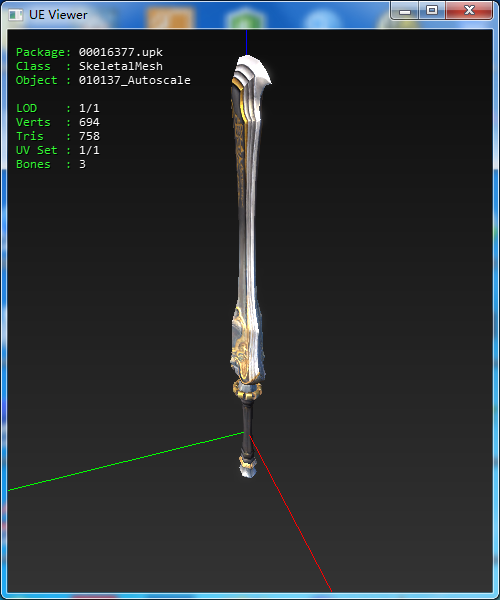 UE Viewer
Package: 00016377.upk
Class : SkeletalMesh
Object : 010137_Autoscale
LOD : 1/1
Verts : 694
Tris : 758
UV Set : 1/1
Bones : 3